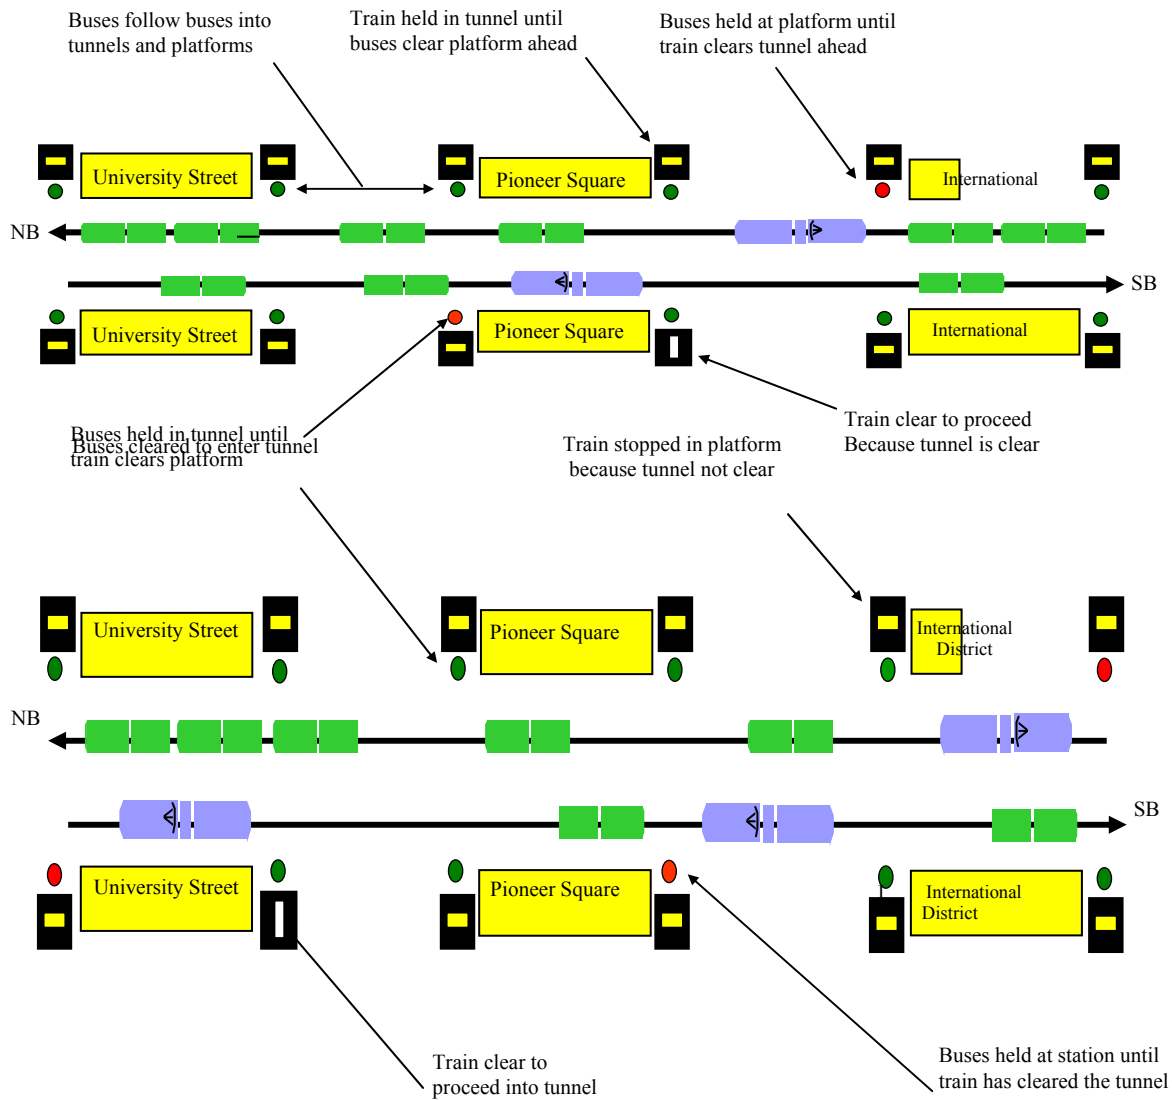 Buses follow buses into
tunnels and platforms
Train held in tunnel until
buses clear platform ahead
Buses held at platform until
train clears tunnel ahead
University Street
Pioneer Square
International
NB
SB
University Street
Pioneer Square
International
Buses held in tunnel until
train clears platform
Buses cleared to enter tunnel
Train stopped in platform
because tunnel not clear
Train clear to proceed
Because tunnel is clear
University Street
Pioneer Square
International
District
NB
SB
University Street
Pioneer Square
International
District
Train clear to
proceed into tunnel
Buses held at station until
train has cleared the tunnel